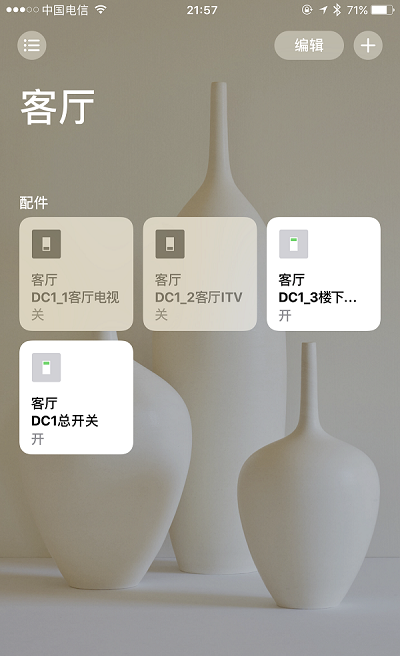 中国电信 21:57 71%
编辑
客厅
配件
客厅
DC1_1客厅电视
关
客厅
DC1_2客厅ITV
关
客厅
DC1_3楼下…
开
客厅
DC1总开关
开